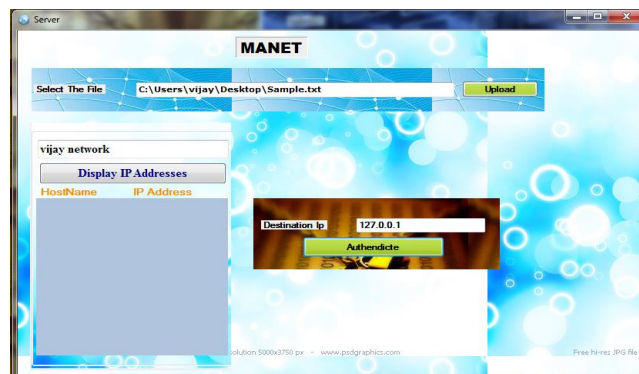 Server
MANET
Select The File
C:\Users\vijay\Desktop\Sample.txt
Upload
vijay network
Display IP Addresses
HostName IP Address
Destination Ip
127.0.0.1
Authendicte
solution 5000x3750 px - www.psdgraphics.com
Free hi-res JPG file